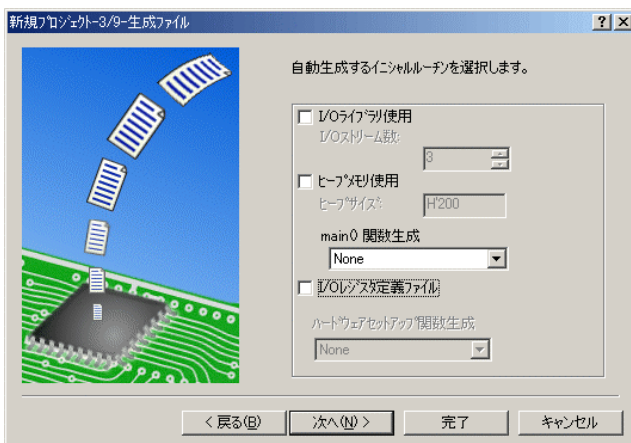 新規ﾌﾟﾛｼﾞｪｸﾄ-3/9-生成ﾌｧｲﾙ
自動生成するｲﾆｼｬﾙﾙｰﾁﾝを選択します。
I/Oﾗｲﾌﾞﾗﾘ使用
I/Oｽﾄﾘｰﾑ数:
3
ﾋｰﾌﾟﾒﾓﾘ使用
ﾋｰﾌﾟｻｲｽﾞ:
H'200
main() 関数生成
None
I/Oﾚｼﾞｽﾀ定義ﾌｧｲﾙ
ﾊｰﾄﾞｳｪｱｾｯﾄｱｯﾌﾟ関数生成
None
< 戻る(B)
次へ(N) >
完了
ｷｬﾝｾﾙ